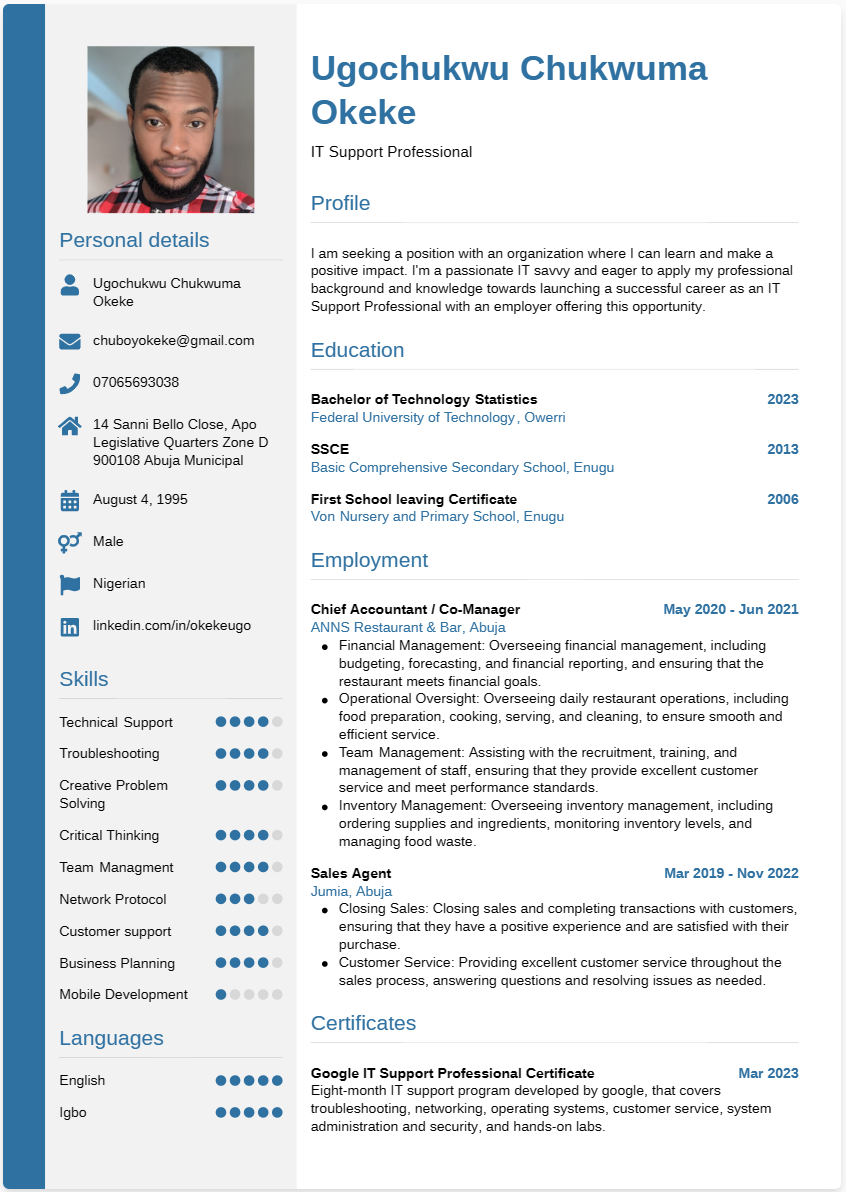 Ugochukwu Chukwuma
Okeke
IT Support Professional
Personal details
Ugochukwu Chukwuma
Okeke
chuboyokeke@gmail.com
07065693038
14 Sanni Bello Close, Apo
Legislative Quarters Zone D
900108 Abuja Municipal
August 4, 1995
Male
Nigerian
linkedin.com/in/okekeugo
Skills
Technical Support
Troubleshooting
Creative Problem
Solving
Critical Thinking
Team Managment
Network Protocol
Customer support
Business Planning
Mobile Development
Languages
English
Igbo
Profile
I am seeking a position with an organization where I can learn and make a
positive impact. I'm a passionate IT savvy and eager to apply my professional
background and knowledge towards launching a successful career as an IT
Support Professional with an employer offering this opportunity.
Education
Bachelor of Technology Statistics 2023
Federal University of Technology, Owerri
SSCE 2013
Basic Comprehensive Secondary School, Enugu
First School leaving Certificate 2006
Von Nursery and Primary School, Enugu
Employment
Chief Accountant / Co-Manager May 2020 - Jun 2021
ANNS Restaurant & Bar, Abuja
• Financial Management: Overseeing financial management, including
budgeting, forecasting, and financial reporting, and ensuring that the
restaurant meets financial goals.
• Operational Oversight: Overseeing daily restaurant operations, including
food preparation, cooking, serving, and cleaning, to ensure smooth and
efficient service.
• Team Management: Assisting with the recruitment, training, and
management of staff, ensuring that they provide excellent customer
service and meet performance standards.
• Inventory Management: Overseeing inventory management, including
ordering supplies and ingredients, monitoring inventory levels, and
managing food waste.
Sales Agent Mar 2019 - Nov 2022
Jumia, Abuja
• Closing Sales: Closing sales and completing transactions with customers,
ensuring that they have a positive experience and are satisfied with their
purchase.
• Customer Service: Providing excellent customer service throughout the
sales process, answering questions and resolving issues as needed.
Certificates
Google IT Support Professional Certificate Mar 2023
Eight-month IT support program developed by google, that covers
troubleshooting, networking, operating systems, customer service, system
administration and security, and hands-on labs.